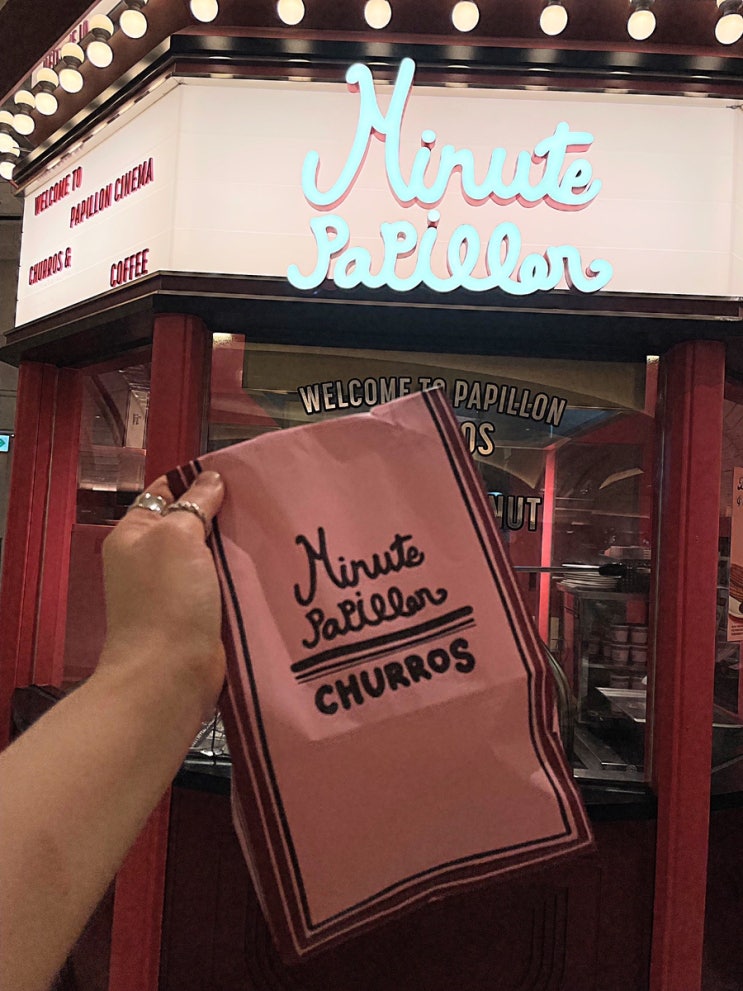 WELCOME TO
PAPILLON CINEMA
CHURROS &
COFFEE
Minute
Papillon
WELCOME TO PAPILLON
OS
NUT
Minute
Papillon
CHURROS